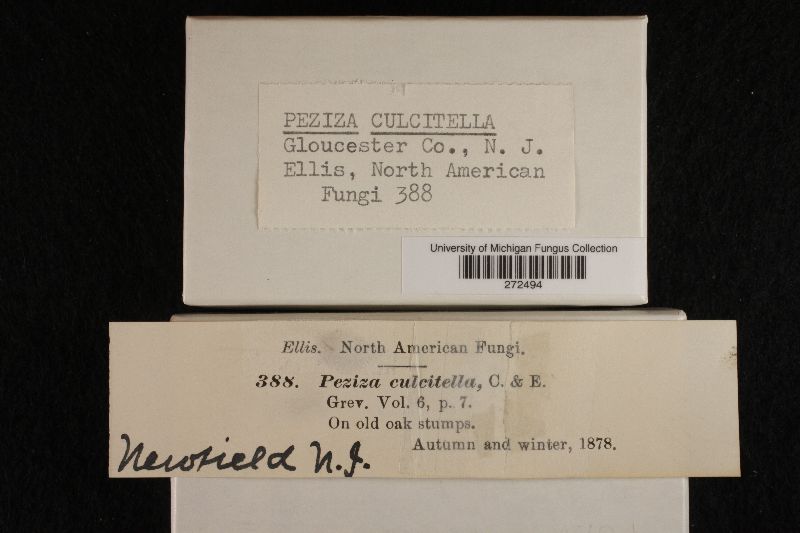 PEZIZA CULCITELLA
Gloucester Co., N. J.
Ellis, North American
Fungi 388
University of Michigan Fungus Collection
272494
Ellis. North American Fungi.
388. Peziza culcitella, C. & E.
Grev. Vol. 6, p. 7.
On old oak stumps.
Autumn and winter, 1878.
Newfield N.J.